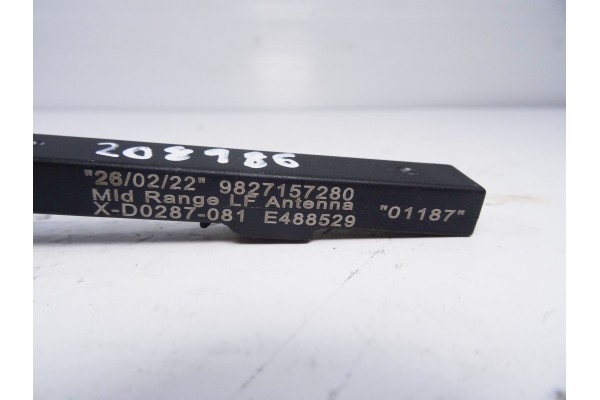 208986
"26/02/22" 9827157280
Mid Range LF Antenna
X-D0287-081 E488529 "01187"